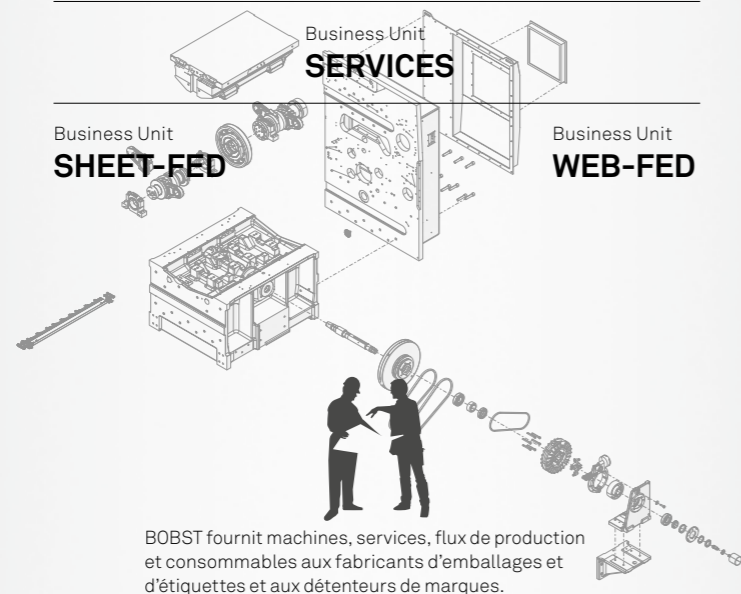 Business Unit
SERVICES
Business Unit
SHEET-FED
Business Unit
WEB-FED
BOBST fournit machines, services, flux de production
et consommables aux fabricants d’emballages et
d’étiquettes et aux détenteurs de marques.